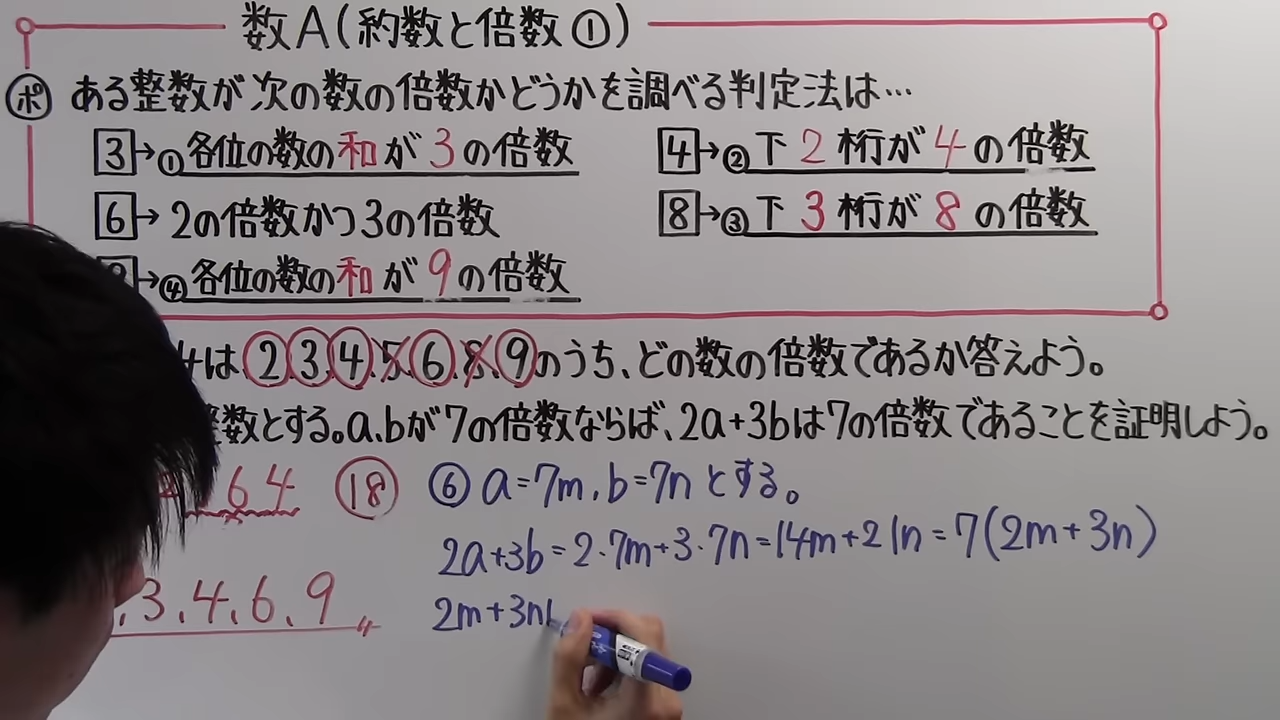 数A(約数と倍数①)
ポ ある整数が次の数の倍数かどうかを調べる判定法は…
3→①各位の数の和が3の倍数
4→②下2桁が4の倍数
6→2の倍数かつ3の倍数
8→③下3桁が8の倍数
→④各位の数の和が9の倍数
4は2.3.4.5.6.8.9のうち、どの数の倍数であるか答えよう。
整数とする。a.bが7の倍数ならば、2a+3bは7の倍数であることを証明しよう。
64 18
⑥ a=7m, b=7nとする。
2a+3b=2・7m+3・7n=14m+21n=7(2m+3n)
.3.4.6.9〃
2m+3n